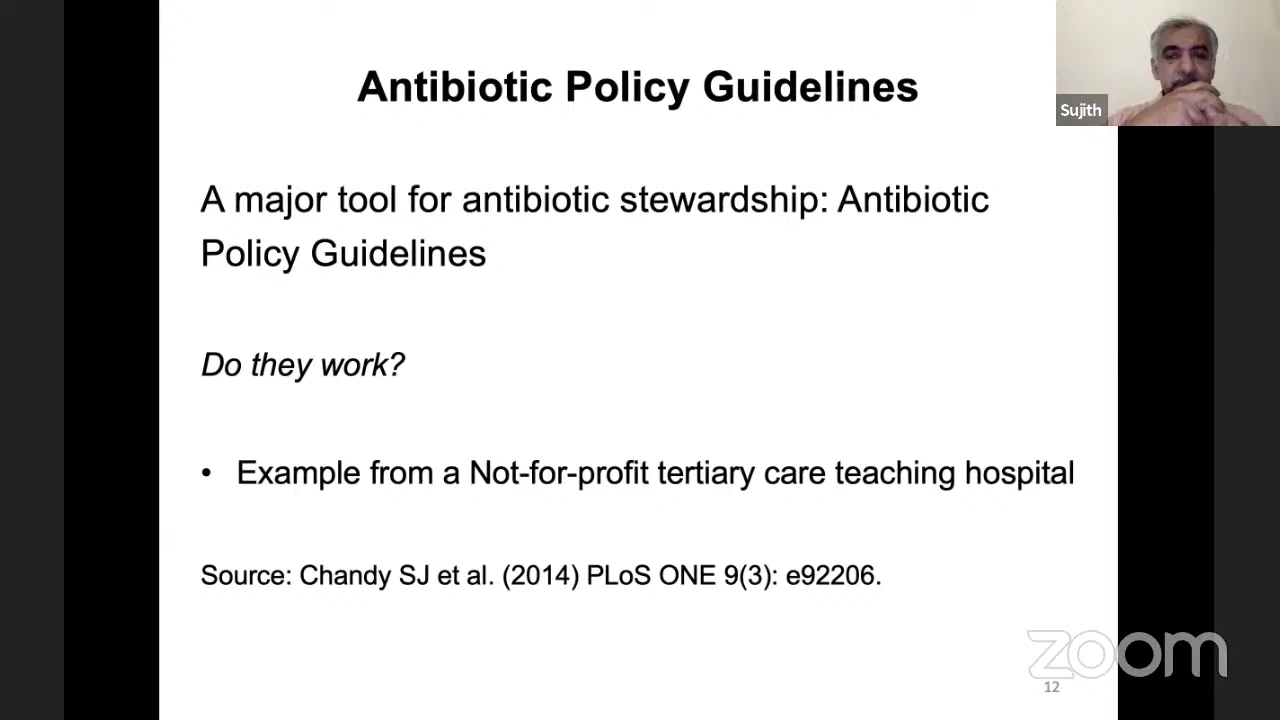 Antibiotic Policy Guidelines
Sujith
A major tool for antibiotic stewardship: Antibiotic
Policy Guidelines
Do they work?
• Example from a Not-for-profit tertiary care teaching hospital
Source: Chandy SJ et al. (2014) PLoS ONE 9(3): e92206.
zoom
12